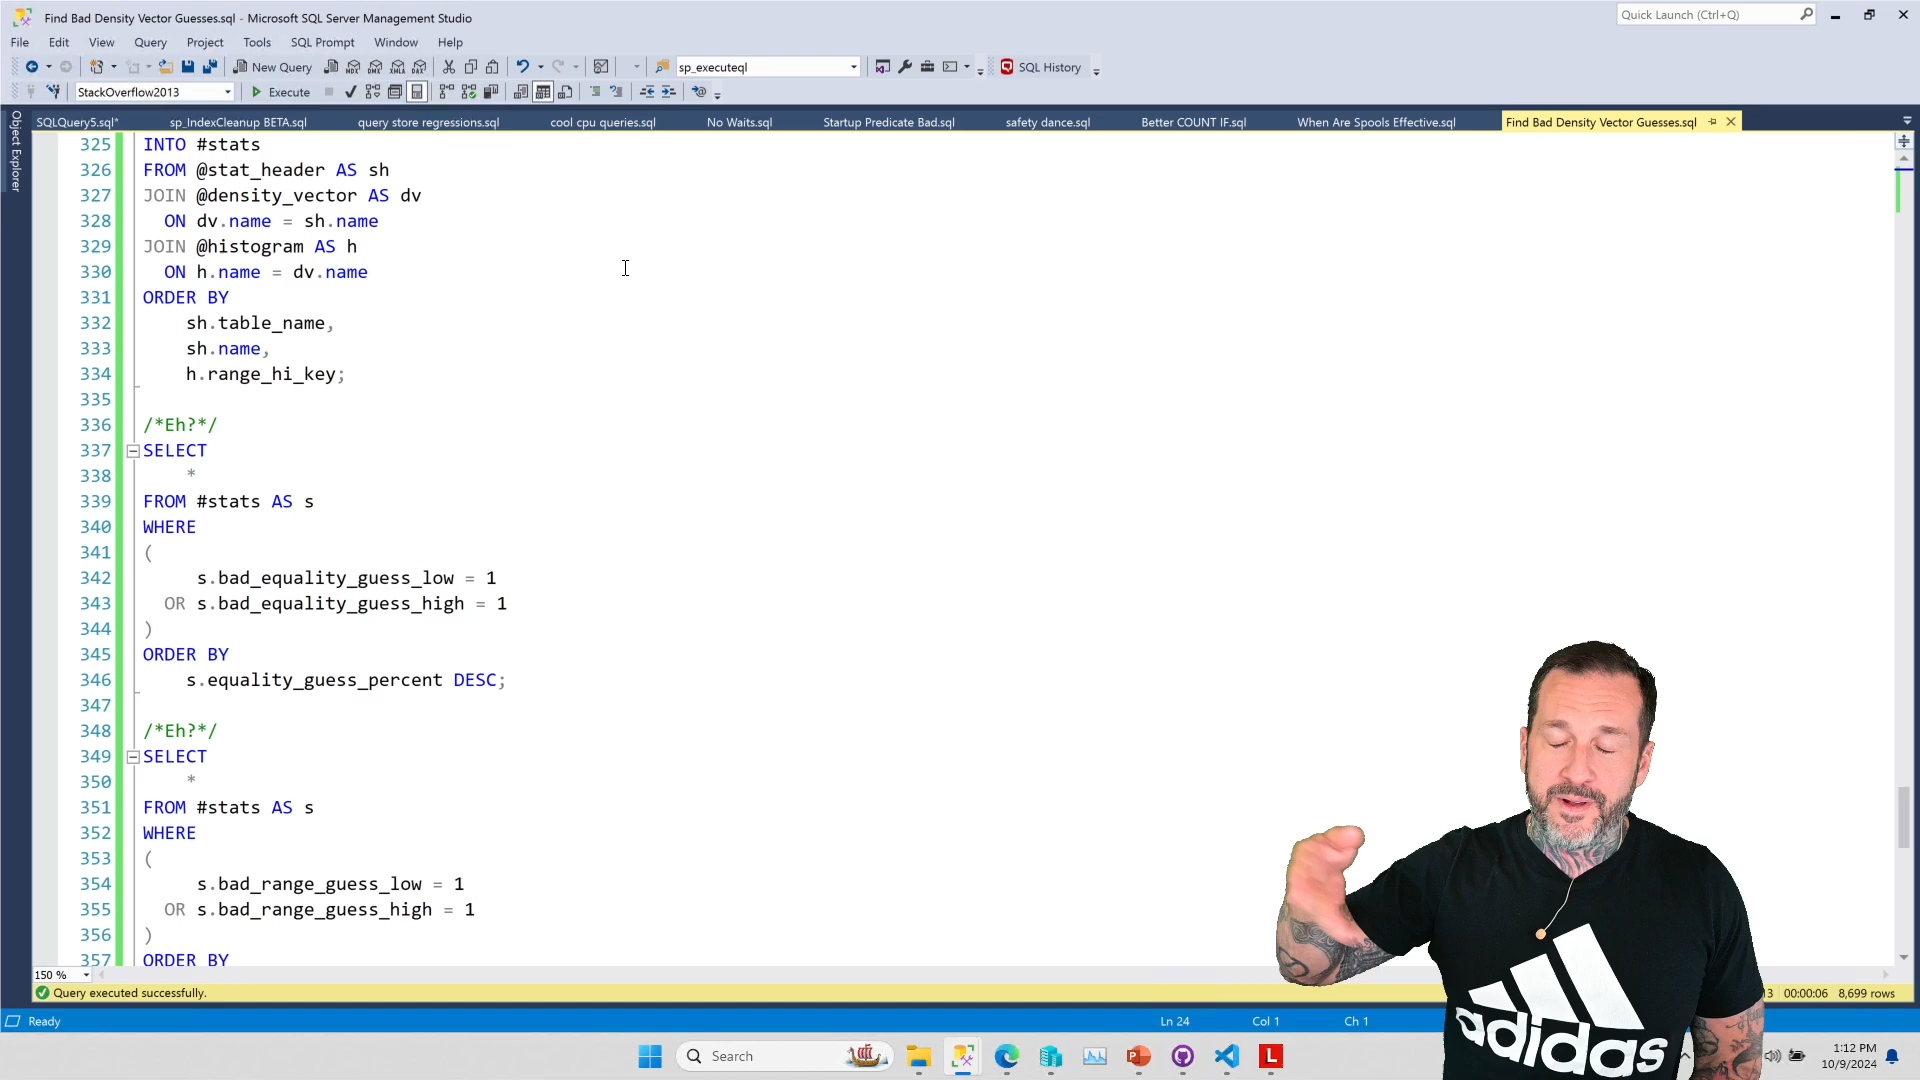 Find Bad Density Vector Guesses.sql - Microsoft SQL Server Management Studio
Quick Launch (Ctrl+Q)
File Edit View Query Project Tools SQL Prompt Window Help
New Query
MDX DMX XMLA DAX
sp_executeql
SQL History
StackOverflow2013
Execute
Object Explorer
SQLQuery5.sql* sp_IndexCleanup BETA.sql query store regressions.sql cool cpu queries.sql No Waits.sql Startup Predicate Bad.sql safety dance.sql Better COUNT IF.sql When Are Spools Effective.sql Find Bad Density Vector Guesses.sql
325 INTO #stats
326 FROM @stat_header AS sh
327 JOIN @density_vector AS dv
328 ON dv.name = sh.name
329 JOIN @histogram AS h
330 ON h.name = dv.name
331 ORDER BY
332 sh.table_name,
333 sh.name,
334 h.range_hi_key;
335
336 /*Eh?*/
337 SELECT
338 *
339 FROM #stats AS s
340 WHERE
341 (
342 s.bad_equality_guess_low = 1
343 OR s.bad_equality_guess_high = 1
344 )
345 ORDER BY
346 s.equality_guess_percent DESC;
347
348 /*Eh?*/
349 SELECT
350 *
351 FROM #stats AS s
352 WHERE
353 (
354 s.bad_range_guess_low = 1
355 OR s.bad_range_guess_high = 1
356 )
357 ORDER BY
150 %
Query executed successfully.
13 00:00:06 8,699 rows
Ready
Ln 24 Col 1 Ch 1
adidas
Search
L
1:12 PM
10/9/2024